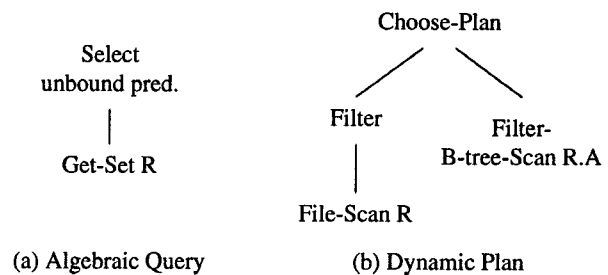 Choose-Plan
Select
unbound pred.
Filter
Filter-
B-tree-Scan R.A
Get-Set R
File-Scan R
(a) Algebraic Query
(b) Dynamic Plan